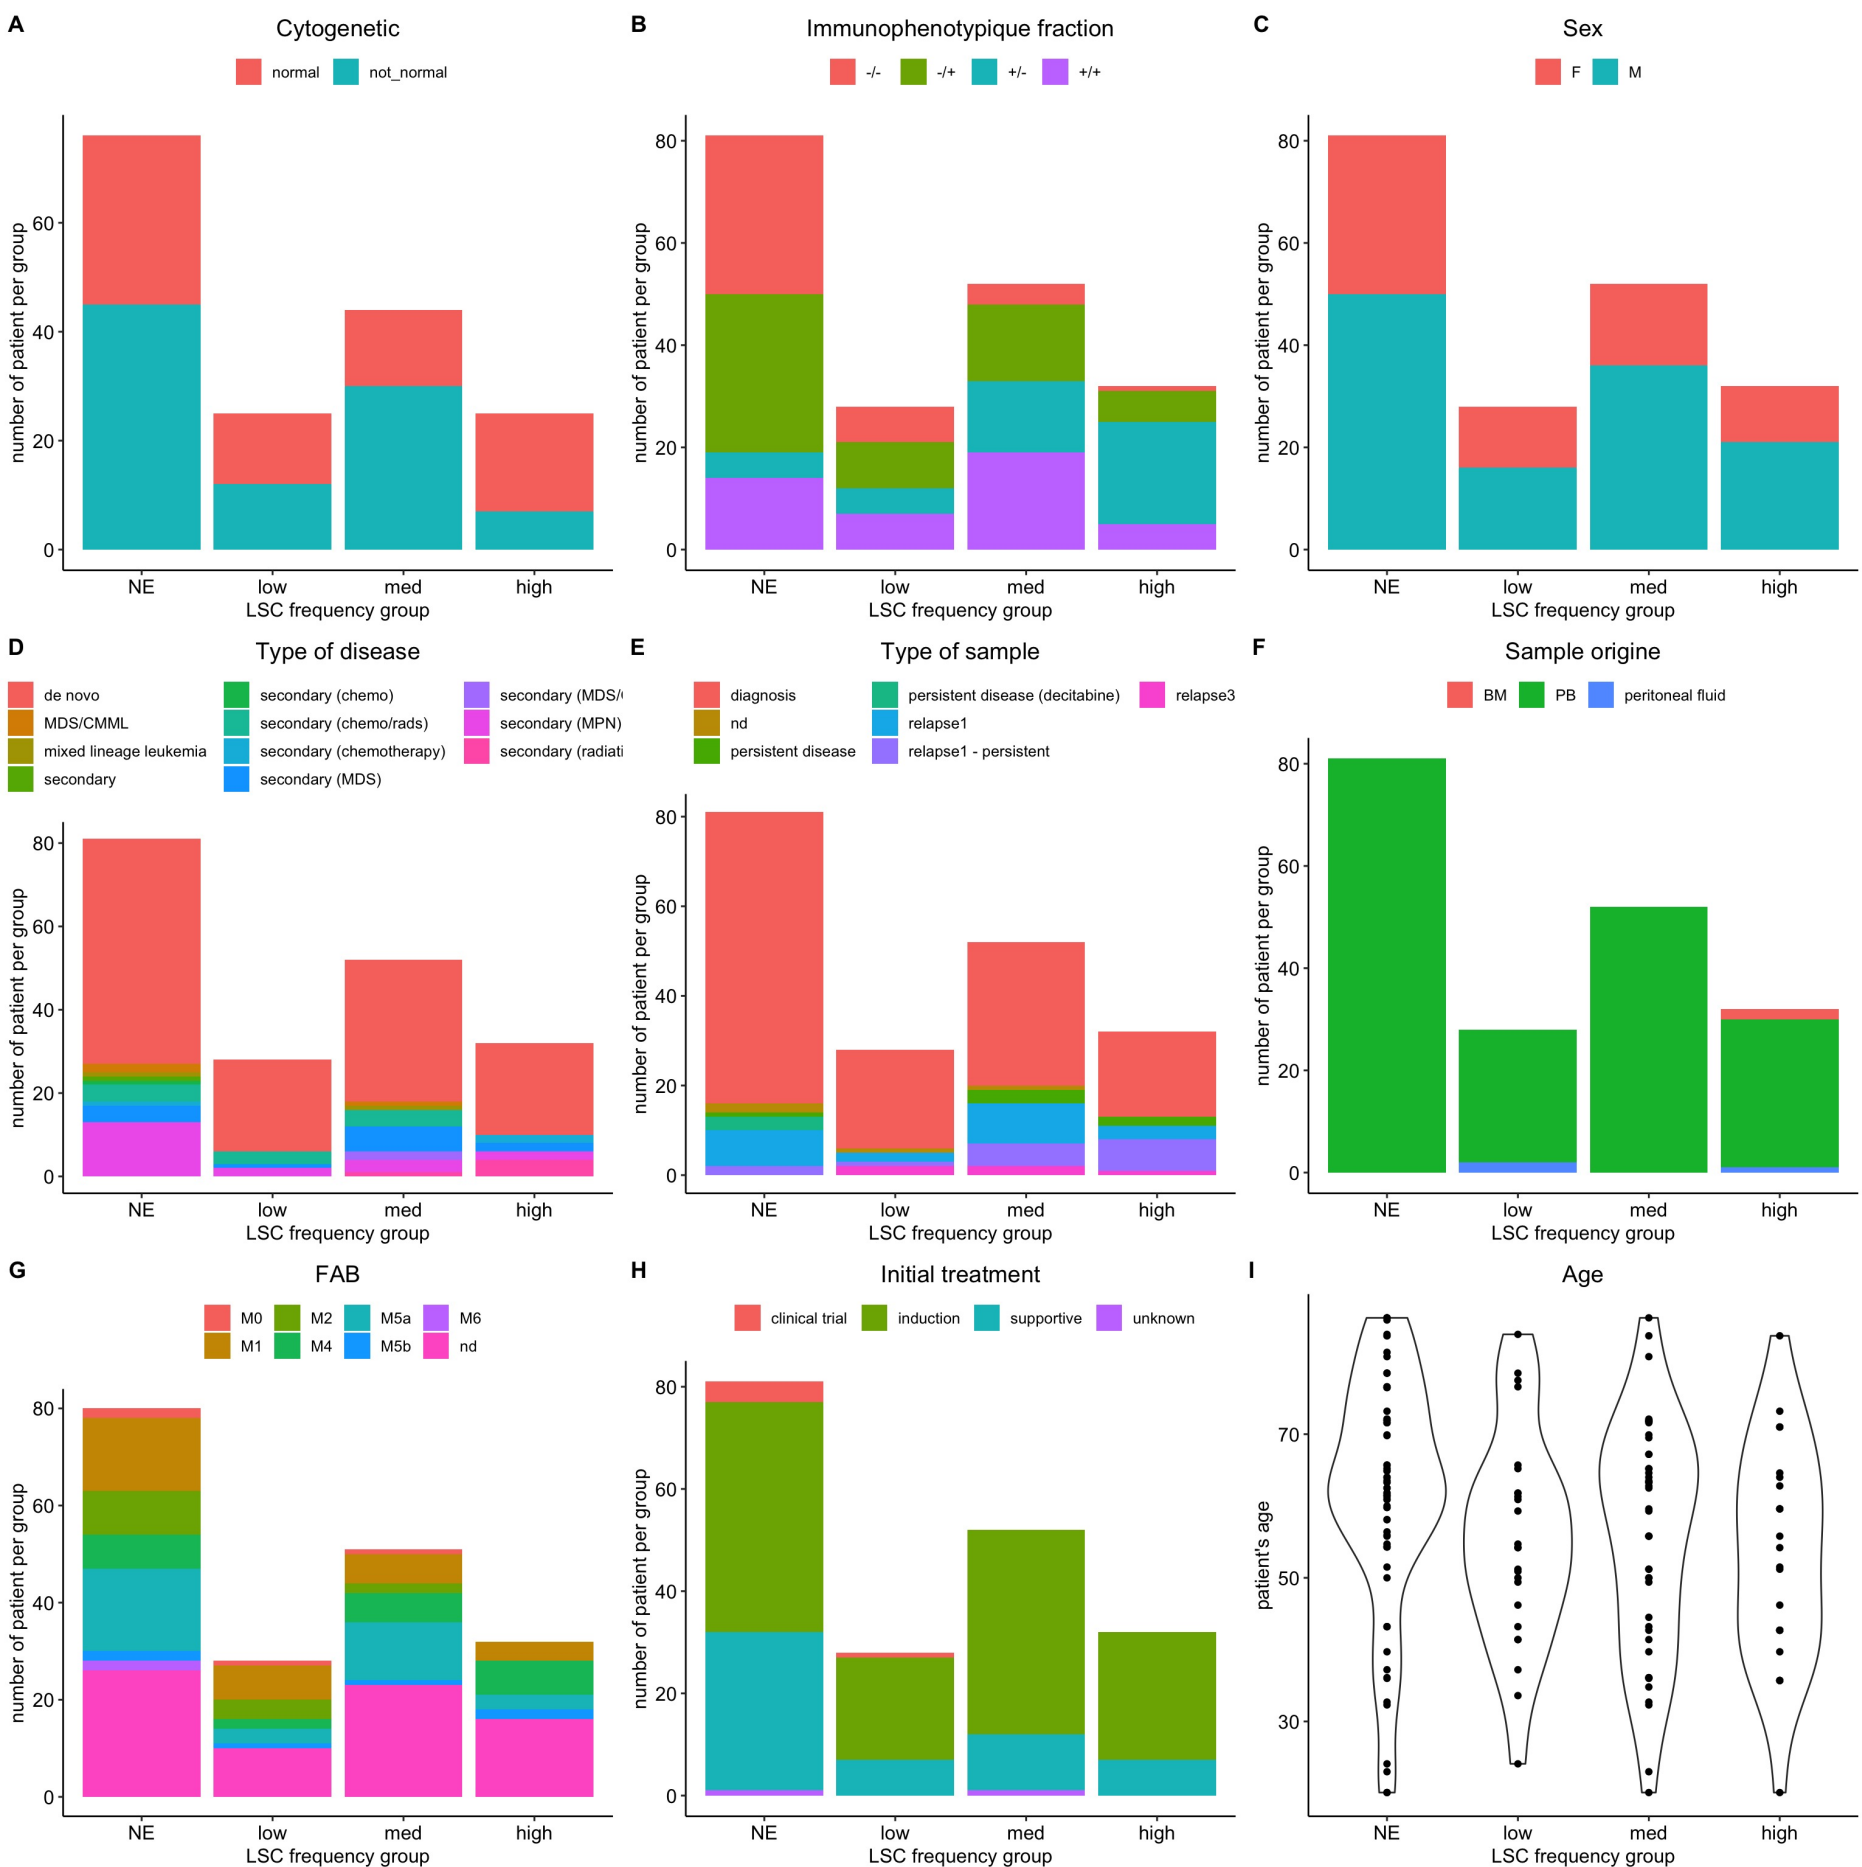 A
Cytogenetic
normal
not_normal
number of patient per group
60
40
20
0
NE
low
med
high
LSC frequency group
B
Immunophenotypique fraction
-/-
-/+
+/-
+/+
number of patient per group
80
60
40
20
0
NE
low
med
high
LSC frequency group
C
Sex
F
M
number of patient per group
80
60
40
20
0
NE
low
med
high
LSC frequency group
D
Type of disease
de novo
MDS/CMML
mixed lineage leukemia
secondary
secondary (chemo)
secondary (chemo/rads)
secondary (chemotherapy)
secondary (MDS)
secondary (MDS/
secondary (MPN)
secondary (radiati
number of patient per group
80
60
40
20
0
NE
low
med
high
LSC frequency group
E
Type of sample
diagnosis
nd
persistent disease
persistent disease (decitabine)
relapse1
relapse1 - persistent
relapse3
number of patient per group
80
60
40
20
0
NE
low
med
high
LSC frequency group
F
Sample origine
BM
PB
peritoneal fluid
number of patient per group
80
60
40
20
0
NE
low
med
high
LSC frequency group
G
FAB
M0
M1
M2
M4
M5a
M5b
M6
nd
number of patient per group
80
60
40
20
0
NE
low
med
high
LSC frequency group
H
Initial treatment
clinical trial
induction
supportive
unknown
number of patient per group
80
60
40
20
0
NE
low
med
high
LSC frequency group
I
Age
patient's age
70
50
30
NE
low
med
high
LSC frequency group